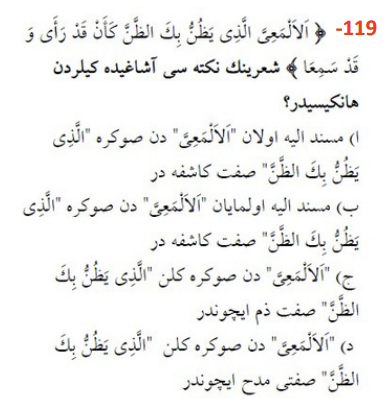 119- ﴿ اَلْاَلْمَعِىَّ الَّذِى يَظُنُّ بِكَ الظَّنَّ كَأَنْ قَدْ رَأَى وَ
قَدْ سَمِعَا ﴾ شعرينك نكته سى آشاغيده كيلردن
هانكيسيدر؟
ا) مسند اليه اولان "اَلْاَلْمَعِىَّ" دن صوكره "الَّذِى
يَظُنُّ بِكَ الظَّنَّ" صفت كاشفه در
ب) مسند اليه اولمايان "اَلْاَلْمَعِىَّ" دن صوكره "الَّذِى
يَظُنُّ بِكَ الظَّنَّ" صفت كاشفه در
ج) "اَلْاَلْمَعِىَّ" دن صوكره كلن "الَّذِى يَظُنُّ بِكَ
الظَّنَّ" صفت ذم ايچوندر
د) "اَلْاَلْمَعِىَّ" دن صوكره كلن "الَّذِى يَظُنُّ بِكَ
الظَّنَّ" صفتى مدح ايچوندر